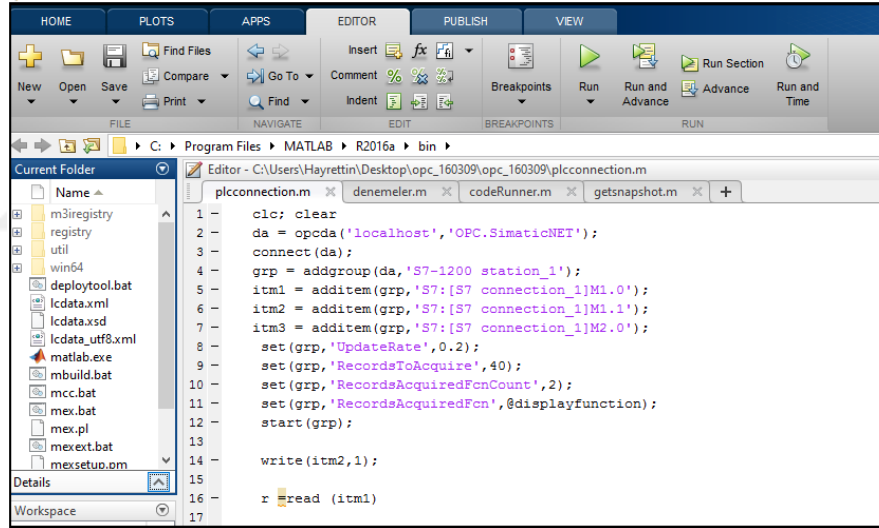 HOME PLOTS APPS EDITOR PUBLISH VIEW
New Open Save
Find Files
Compare
Print
FILE
Go To
Find
NAVIGATE
Insert fx
Comment
Indent
EDIT
Breakpoints
BREAKPOINTS
Run
Run and Advance
Run Section
Advance
Run and Time
RUN
C: Program Files MATLAB R2016a bin
Current Folder
Name
m3iregistry
registry
util
win64
deploytool.bat
lcdata.xml
lcdata.xsd
lcdata_utf8.xml
matlab.exe
mbuild.bat
mcc.bat
mex.bat
mex.pl
mexext.bat
mexsetup.pm
Details
Workspace
Editor - C:\Users\Hayrettin\Desktop\opc_160309\opc_160309\plcconnection.m
plcconnection.m denemeler.m codeRunner.m getsnapshot.m +
1 - clc; clear
2 - da = opcda('localhost','OPC.SimaticNET');
3 - connect(da);
4 - grp = addgroup(da,'S7-1200 station_1');
5 - itm1 = additem(grp,'S7:[S7 connection_1]M1.0');
6 - itm2 = additem(grp,'S7:[S7 connection_1]M1.1');
7 - itm3 = additem(grp,'S7:[S7 connection_1]M2.0');
8 - set(grp,'UpdateRate',0.2);
9 - set(grp,'RecordsToAcquire',40);
10 - set(grp,'RecordsAcquiredFcnCount',2);
11 - set(grp,'RecordsAcquiredFcn',@displayfunction);
12 - start(grp);
13
14 - write(itm2,1);
15
16 - r =read (itm1)
17